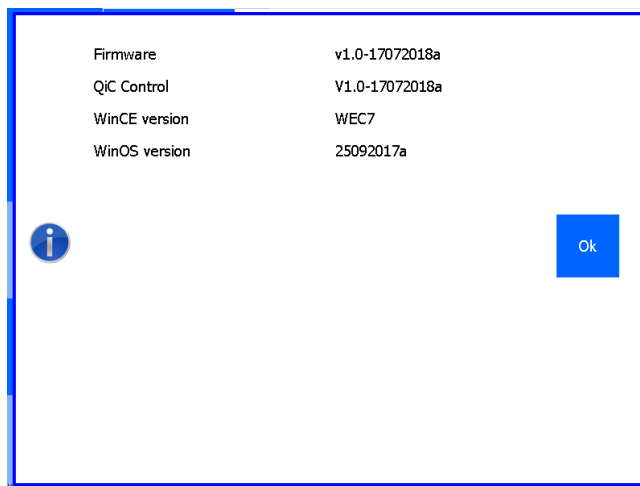 Firmware v1.0-17072018a
QiC Control V1.0-17072018a
WinCE version WEC7
WinOS version 25092017a
Ok